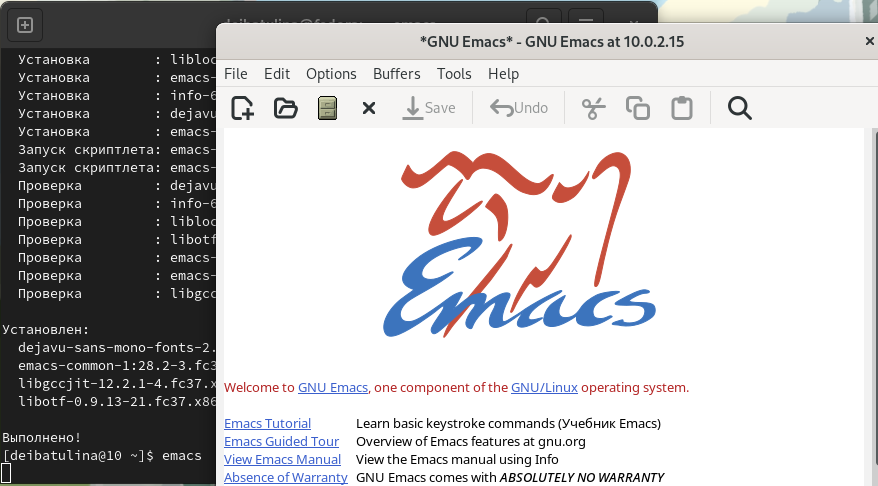 *GNU Emacs* - GNU Emacs at 10.0.2.15
File Edit Options Buffers Tools Help
Save Undo
Emacs
Welcome to GNU Emacs, one component of the GNU/Linux operating system.
Emacs Tutorial Learn basic keystroke commands (Учебник Emacs)
Emacs Guided Tour Overview of Emacs features at gnu.org
View Emacs Manual View the Emacs manual using Info
Absence of Warranty GNU Emacs comes with ABSOLUTELY NO WARRANTY
Установка : libloc
Установка : emacs-
Установка : info-6
Установка : dejavu
Установка : emacs-
Запуск скриптлета: emacs-
Запуск скриптлета: emacs-
Проверка : dejavu
Проверка : info-6
Проверка : libloc
Проверка : libotf
Проверка : emacs-
Проверка : emacs-
Проверка : libgcc
Установлен:
dejavu-sans-mono-fonts-2.
emacs-common-1:28.2-3.fc3
libgccjit-12.2.1-4.fc37.x
libotf-0.9.13-21.fc37.x86
Выполнено!
[deibatulina@10 ~]$ emacs